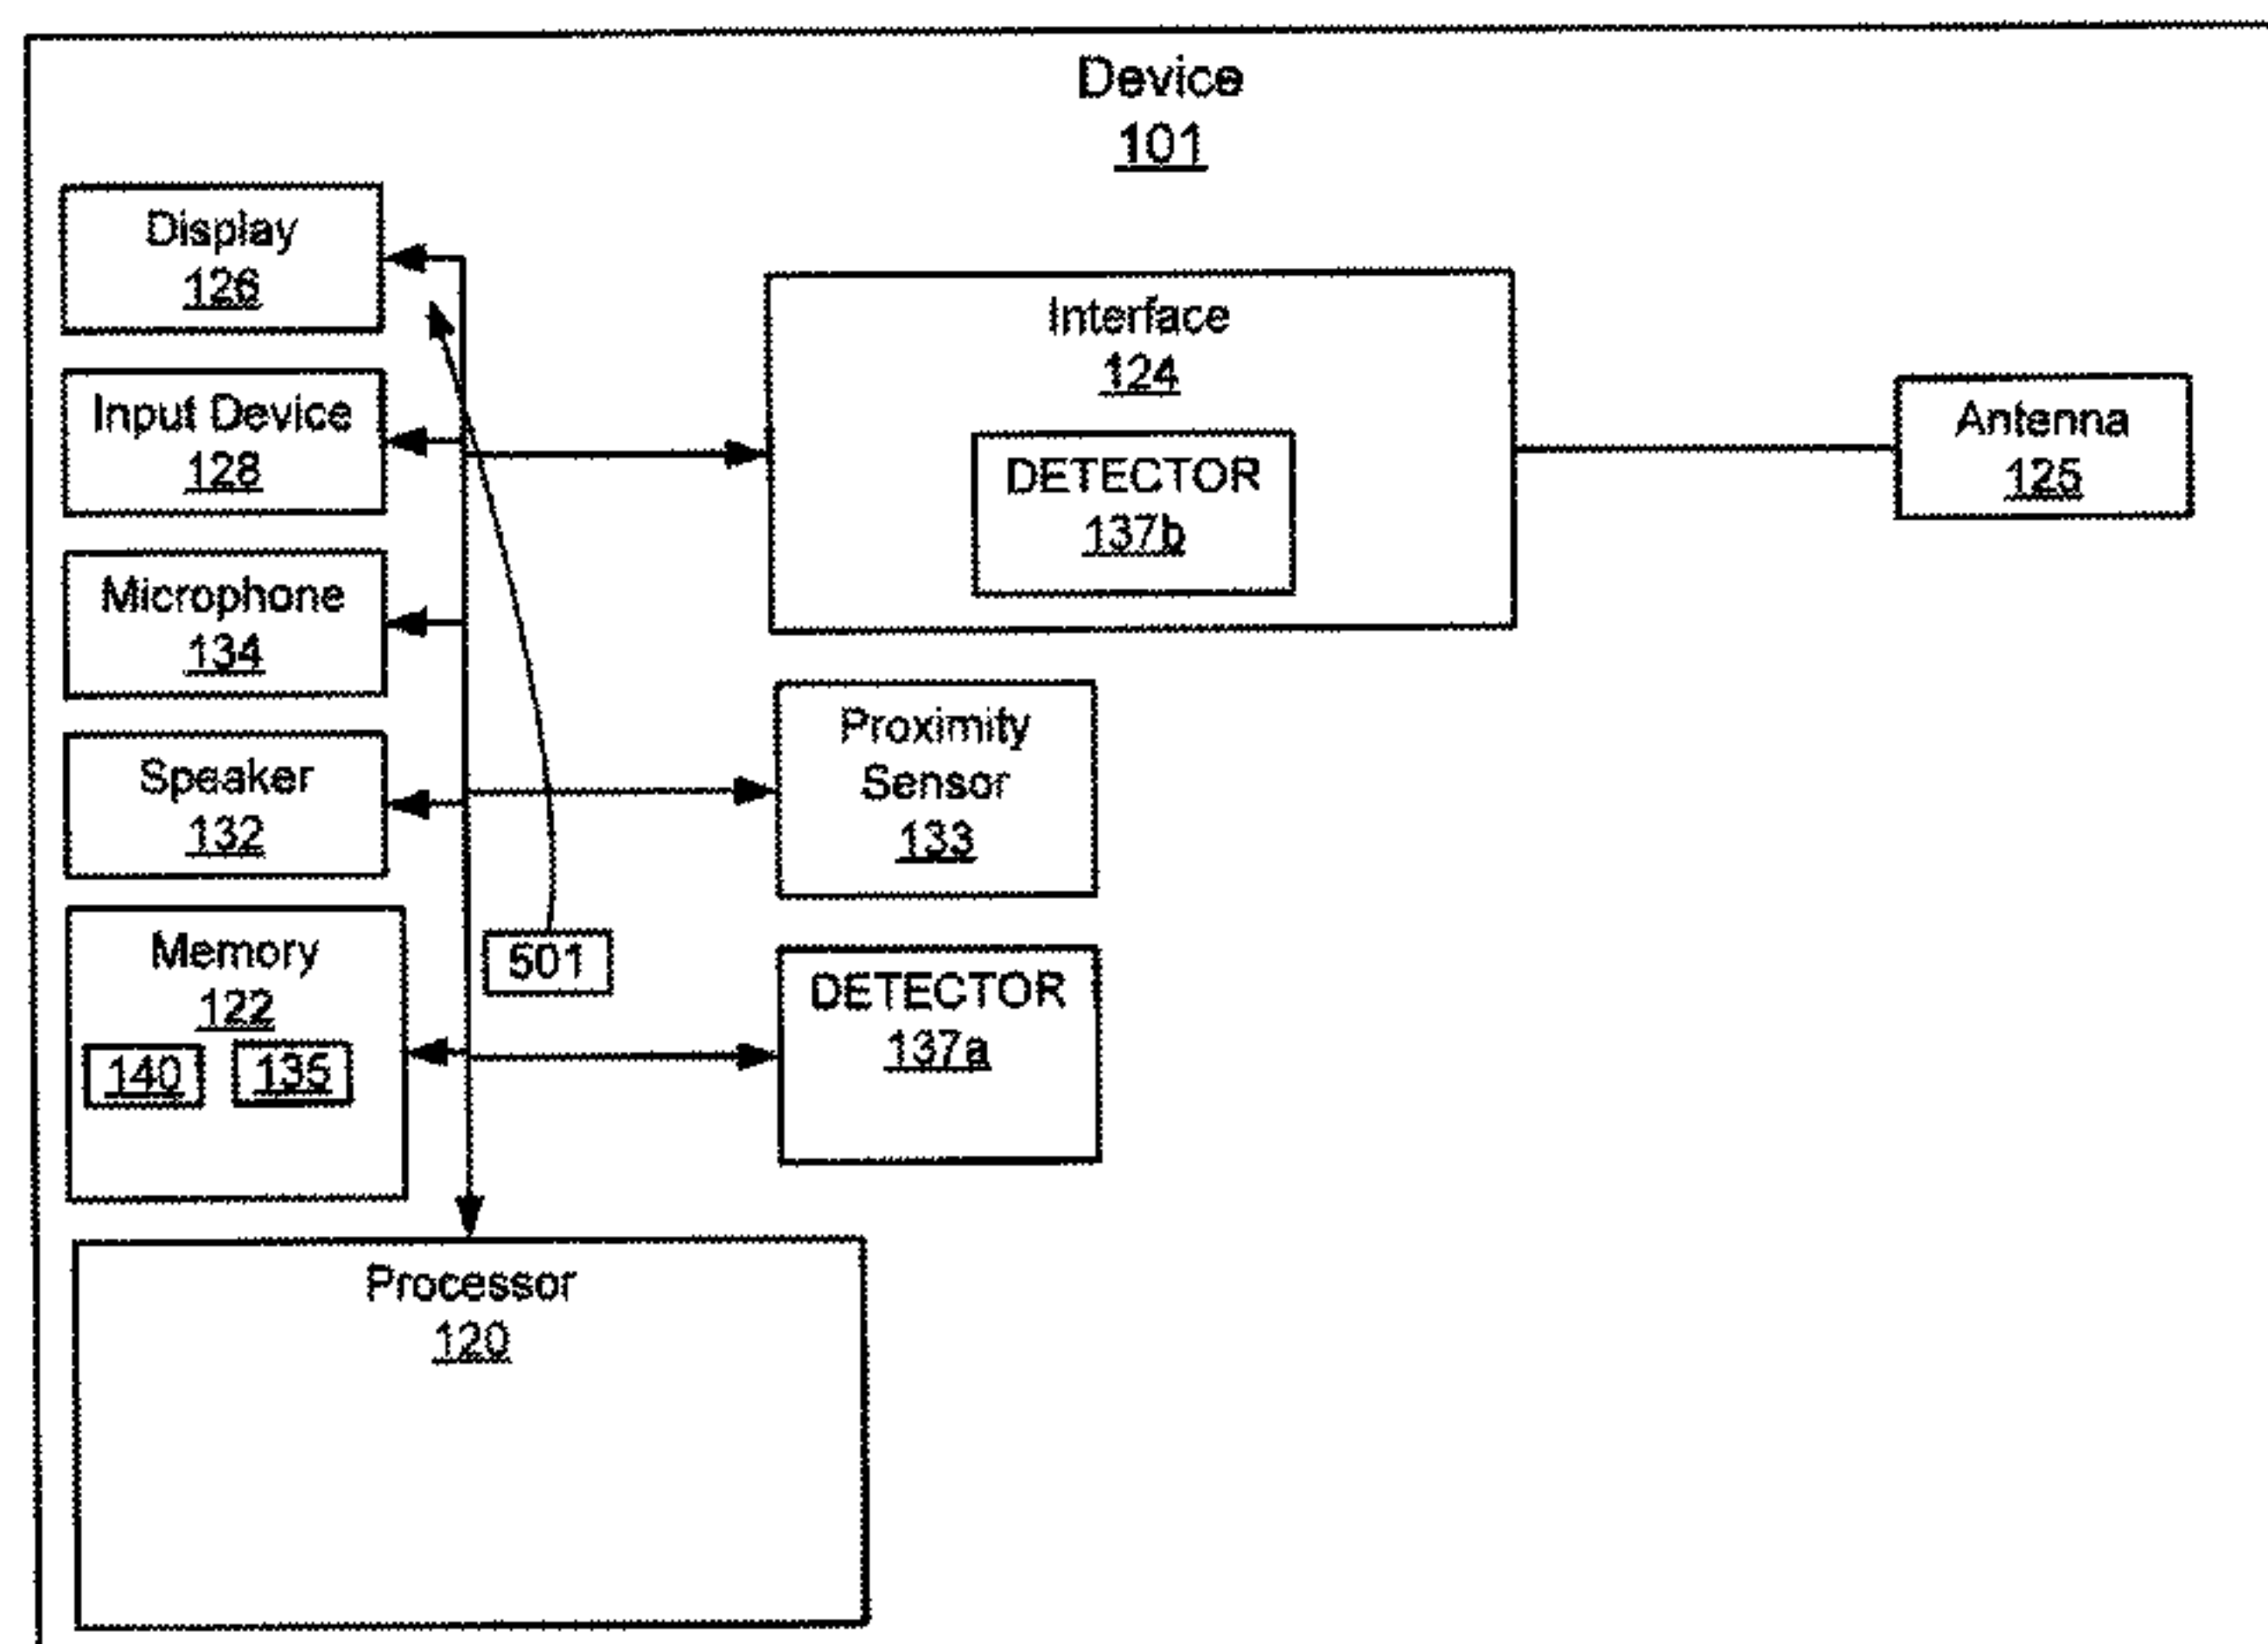 Device
101
Display
126
Input Device
128
Microphone
134
Speaker
132
Memory
122
140 135
Processor
120
501
Interface
124
DETECTOR
137b
Antenna
125
Proximity
Sensor
133
DETECTOR
137a